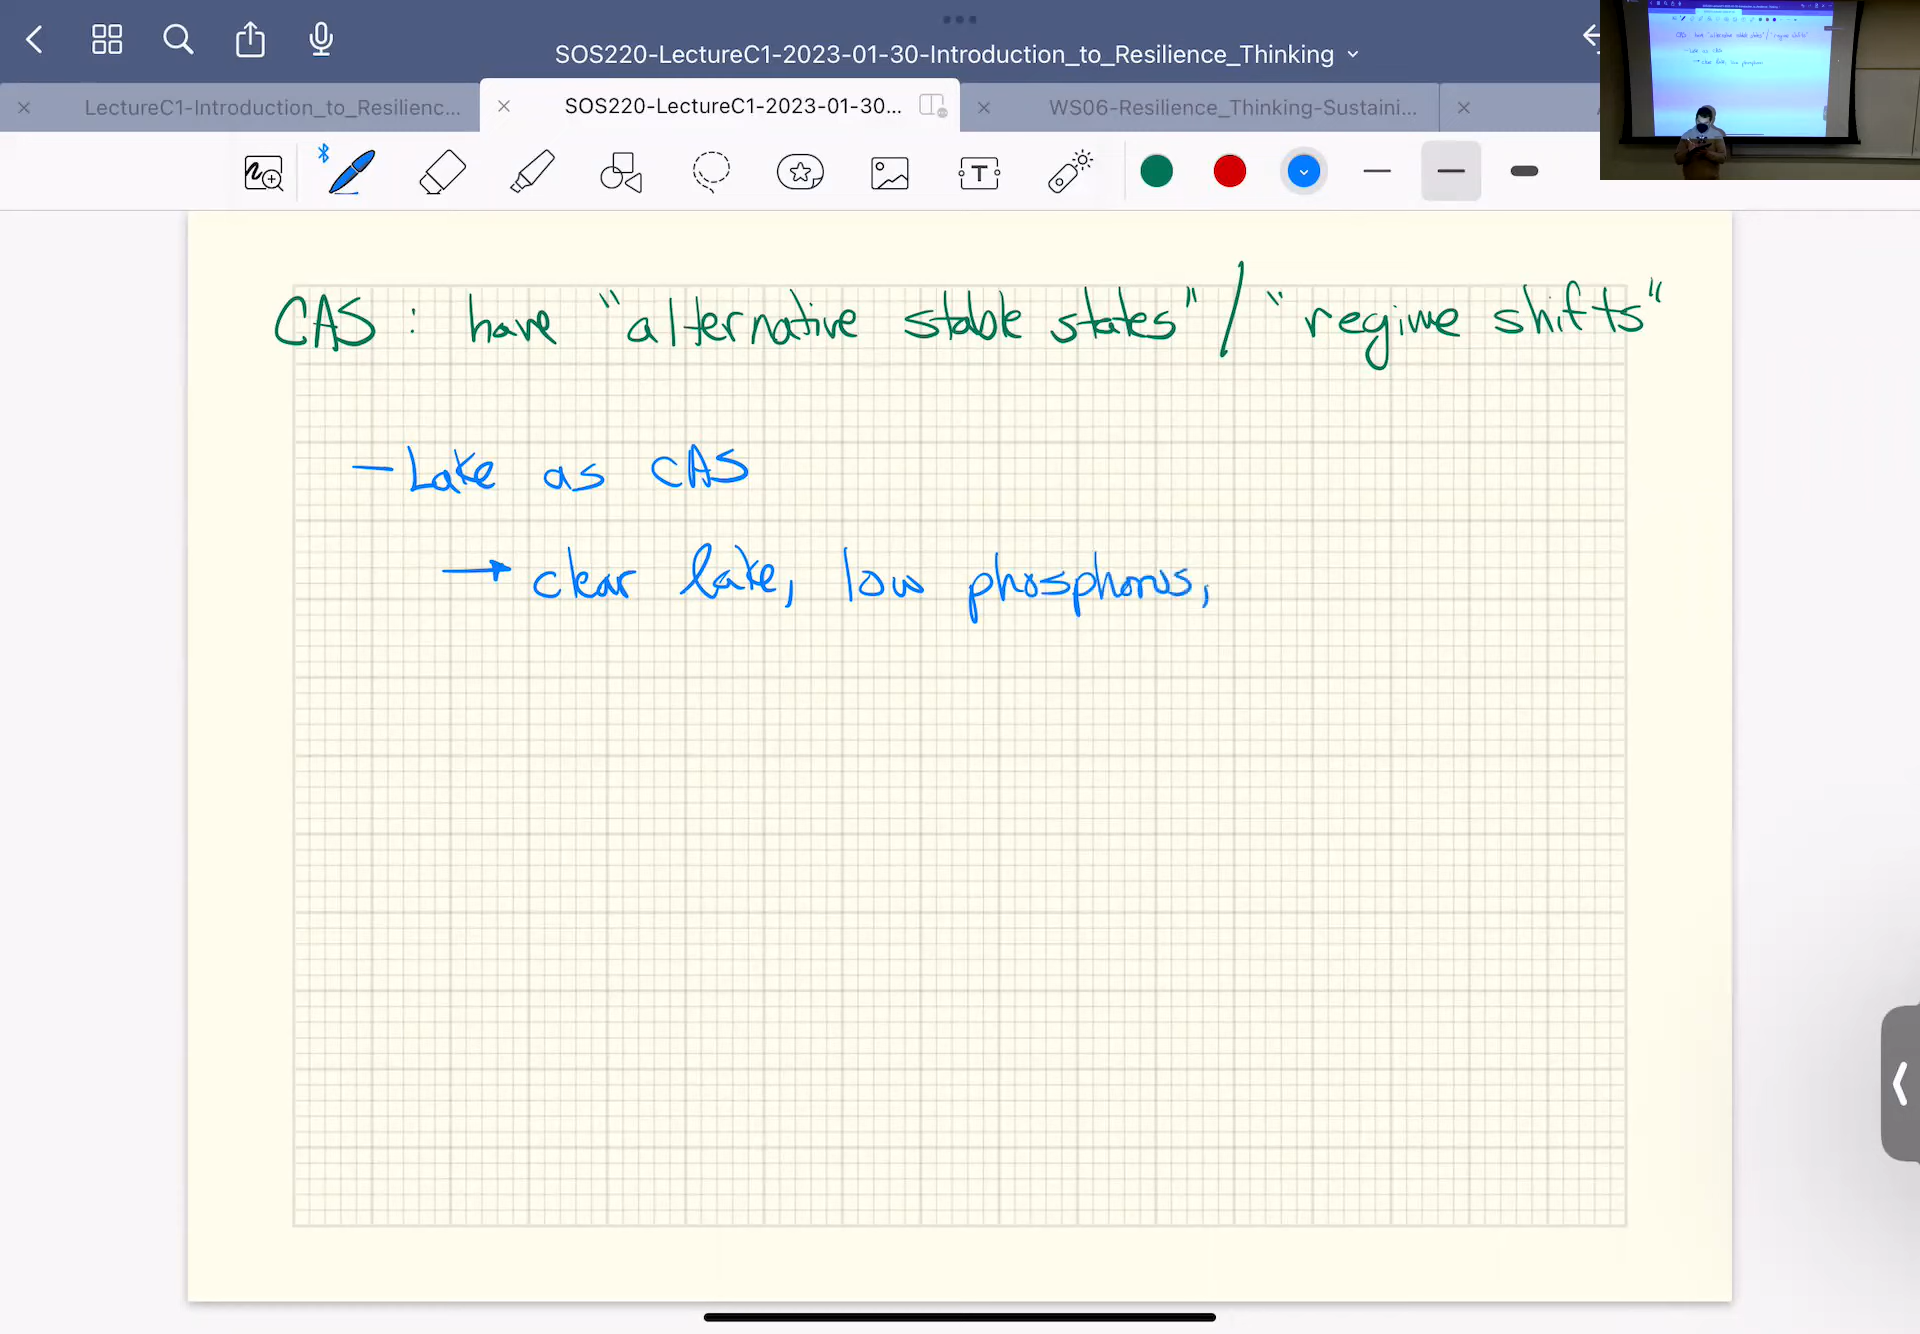 SOS220-LectureC1-2023-01-30-Introduction_to_Resilience_Thinking
LectureC1-Introduction_to_Resilienc...
SOS220-LectureC1-2023-01-30...
WS06-Resilience_Thinking-Sustaini...
T
CAS : have "alternative stable states" / "regime shifts"
- Lake as CAS
→ clear lake, low phosphorus,